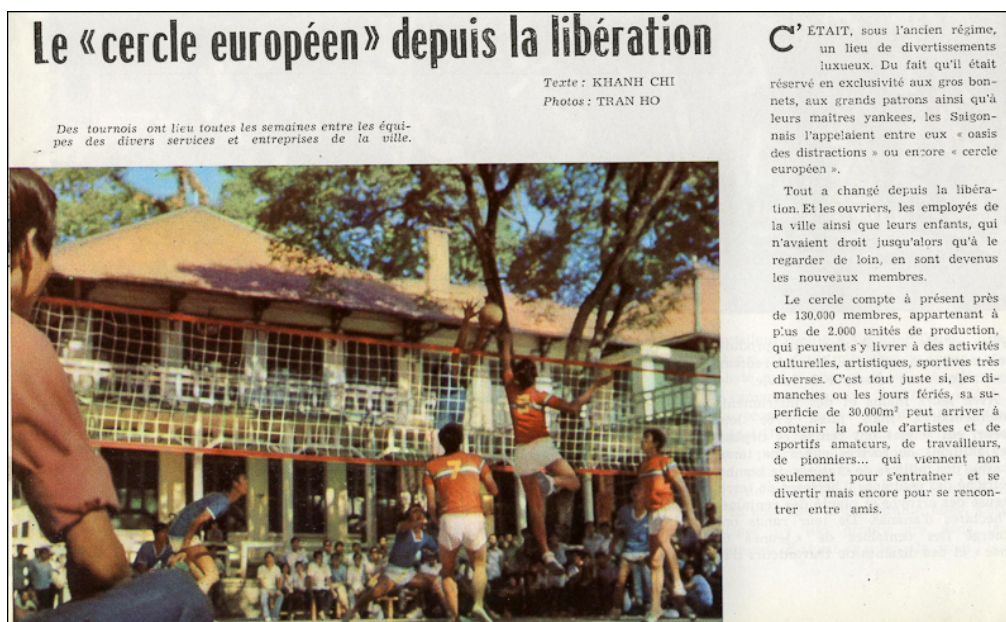 Le « cercle européen » depuis la libération
Texte : KHANH CHI
Photos : TRAN HO
Des tournois ont lieu toutes les semaines entre les équi-
pes des divers services et entreprises de la ville.
C' ÉTAIT, sous l'ancien régime,
un lieu de divertissements
luxueux. Du fait qu'il était
réservé en exclusivité aux gros bon-
nets, aux grands patrons ainsi qu'à
leurs maîtres yankees, les Saigon-
nais l'appelaient entre eux « oasis
des distractions » ou encore « cercle
européen ».
Tout a changé depuis la libéra-
tion. Et les ouvriers, les employés de
la ville ainsi que leurs enfants, qui
n'avaient droit jusqu'alors qu'à le
regarder de loin, en sont devenus
les nouveaux membres.
Le cercle compte à présent près
de 130.000 membres, appartenant à
plus de 2.000 unités de production,
qui peuvent s'y livrer à des activités
culturelles, artistiques, sportives très
diverses. C'est tout juste si, les di-
manches ou les jours fériés, sa su-
perficie de 30.000m² peut arriver à
contenir la foule d'artistes et de
sportifs amateurs, de travailleurs,
de pionniers... qui viennent non
seulement pour s'entraîner et se
divertir mais encore pour se rencon-
trer entre amis.
7